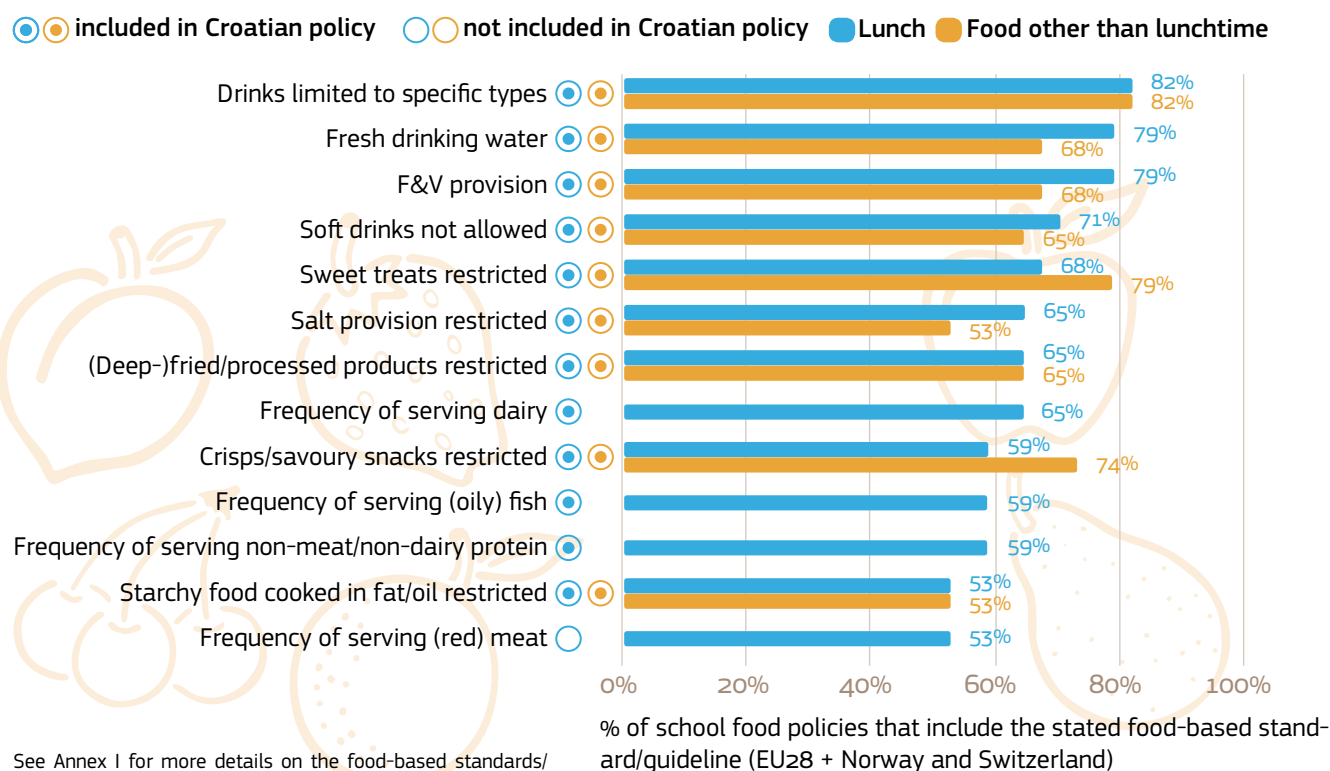 included in Croatian policy not included in Croatian policy Lunch Food other than lunchtime
Drinks limited to specific types 82%
82%
Fresh drinking water 79%
68%
F&V provision 79%
68%
Soft drinks not allowed 71%
65%
Sweet treats restricted 68%
79%
Salt provision restricted 65%
53%
(Deep-)fried/processed products restricted 65%
65%
Frequency of serving dairy 65%
Crisps/savoury snacks restricted 59%
74%
Frequency of serving (oily) fish 59%
Frequency of serving non-meat/non-dairy protein 59%
Starchy food cooked in fat/oil restricted 53%
53%
Frequency of serving (red) meat 53%
0% 20% 40% 60% 80% 100%
% of school food policies that include the stated food-based stand-
ard/guideline (EU28 + Norway and Switzerland)
See Annex I for more details on the food-based standards/